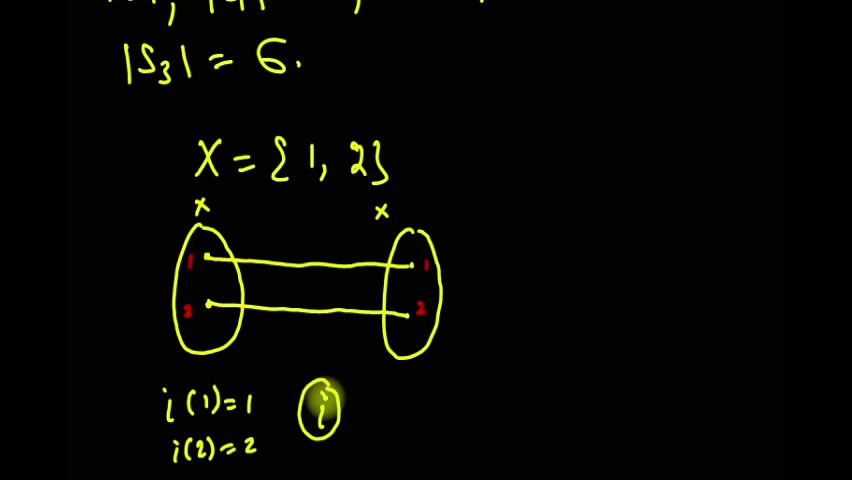 |S₃| = 6.
X = { 1, 2}
x x
1 1
2 2
i(1)=1 i
i(2)=2